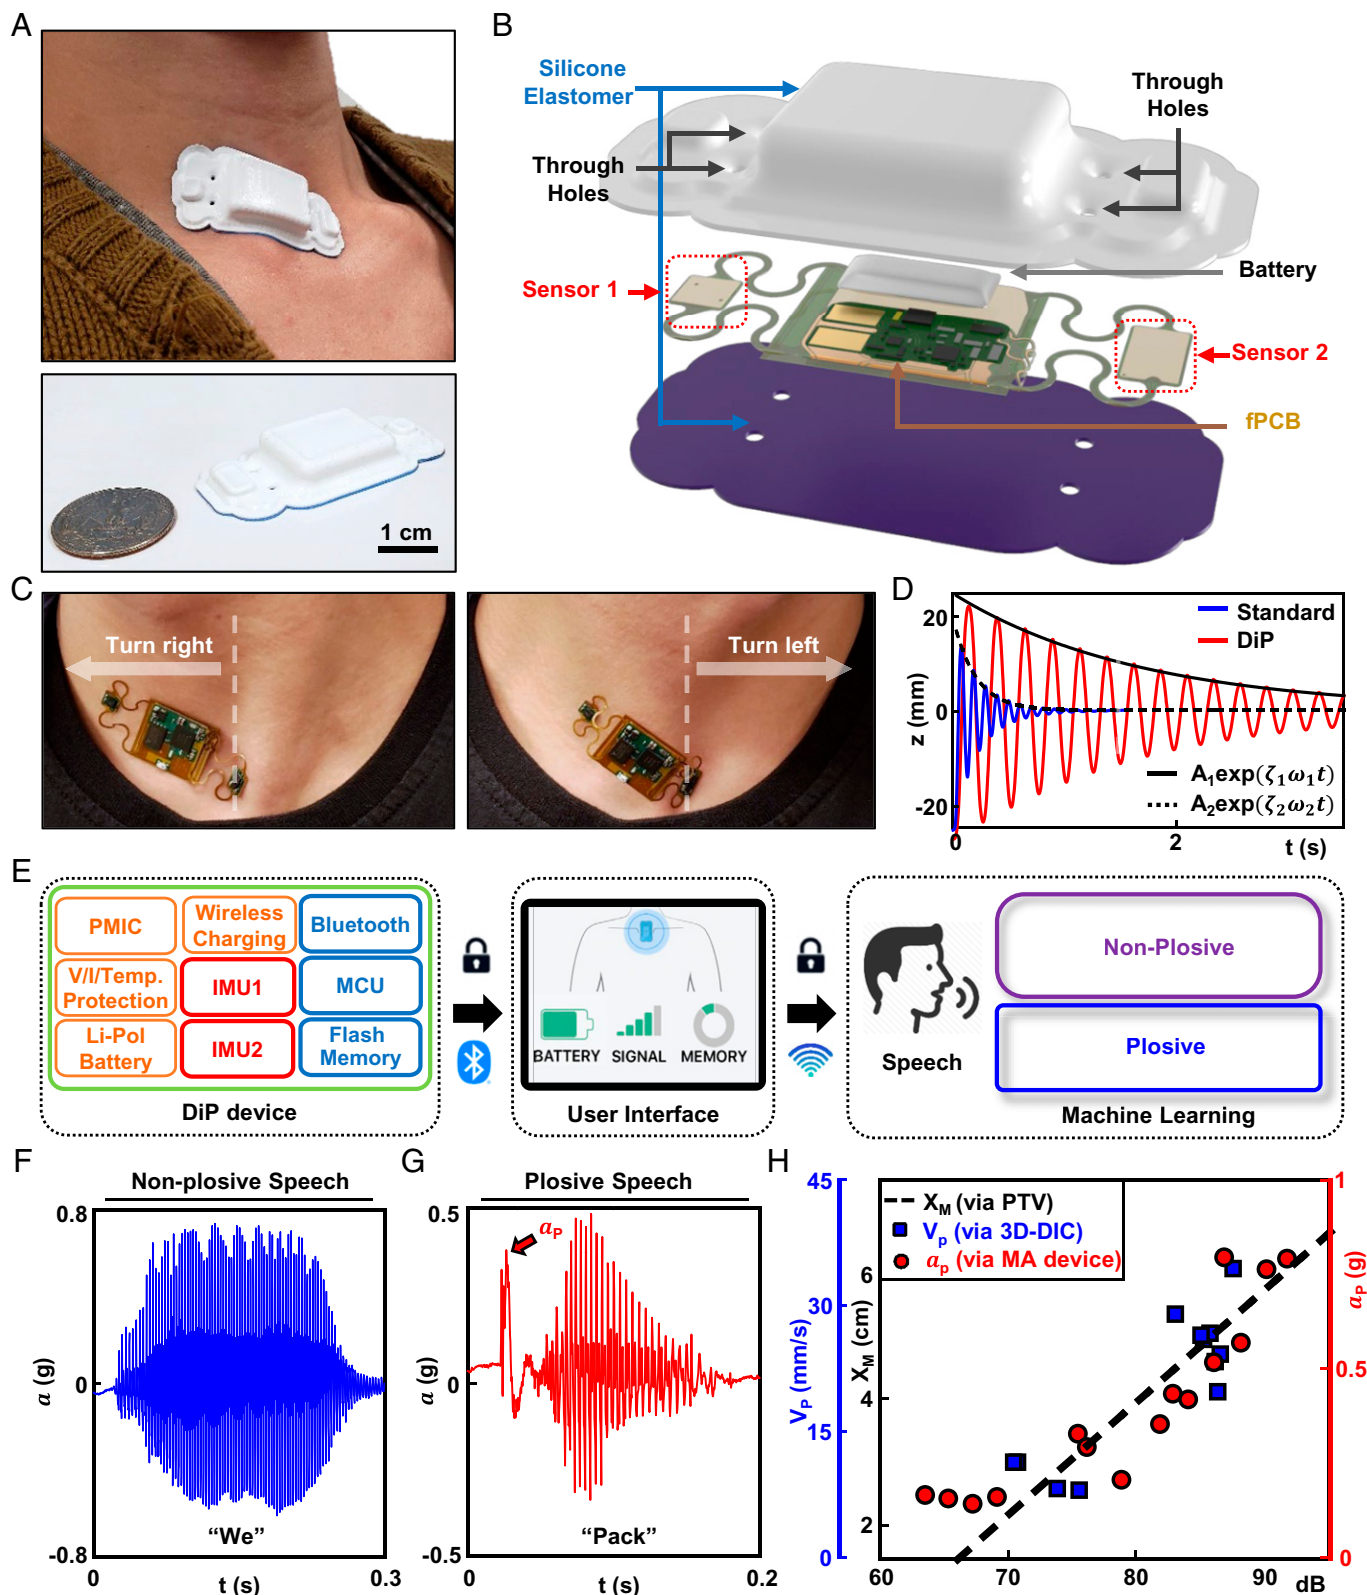 A
B
Silicone
Elastomer
Through
Holes
Through
Holes
Battery
Sensor 1
Sensor 2
fPCB
1 cm
C
Turn right
Turn left
D
20
0
-20
z (mm)
Standard
DiP
A₁exp(ζ₁ω₁t)
A₂exp(ζ₂ω₂t)
0
2
t (s)
E
PMIC
Wireless
Charging
Bluetooth
V/I/Temp.
Protection
IMU1
MCU
Li-Pol
Battery
IMU2
Flash
Memory
DiP device
BATTERY SIGNAL MEMORY
User Interface
Speech
Non-Plosive
Plosive
Machine Learning
F
Non-plosive Speech
0.8
0
-0.8
a (g)
"We"
0
0.3
t (s)
G
Plosive Speech
0.5
0
-0.5
a (g)
aₚ
"Pack"
0
0.2
t (s)
H
45
30
15
0
Vₚ (mm/s)
6
4
2
X_M (cm)
X_M (via PTV)
Vₚ (via 3D-DIC)
aₚ (via MA device)
1
0.5
0
aₚ (g)
60
70
80
90
dB